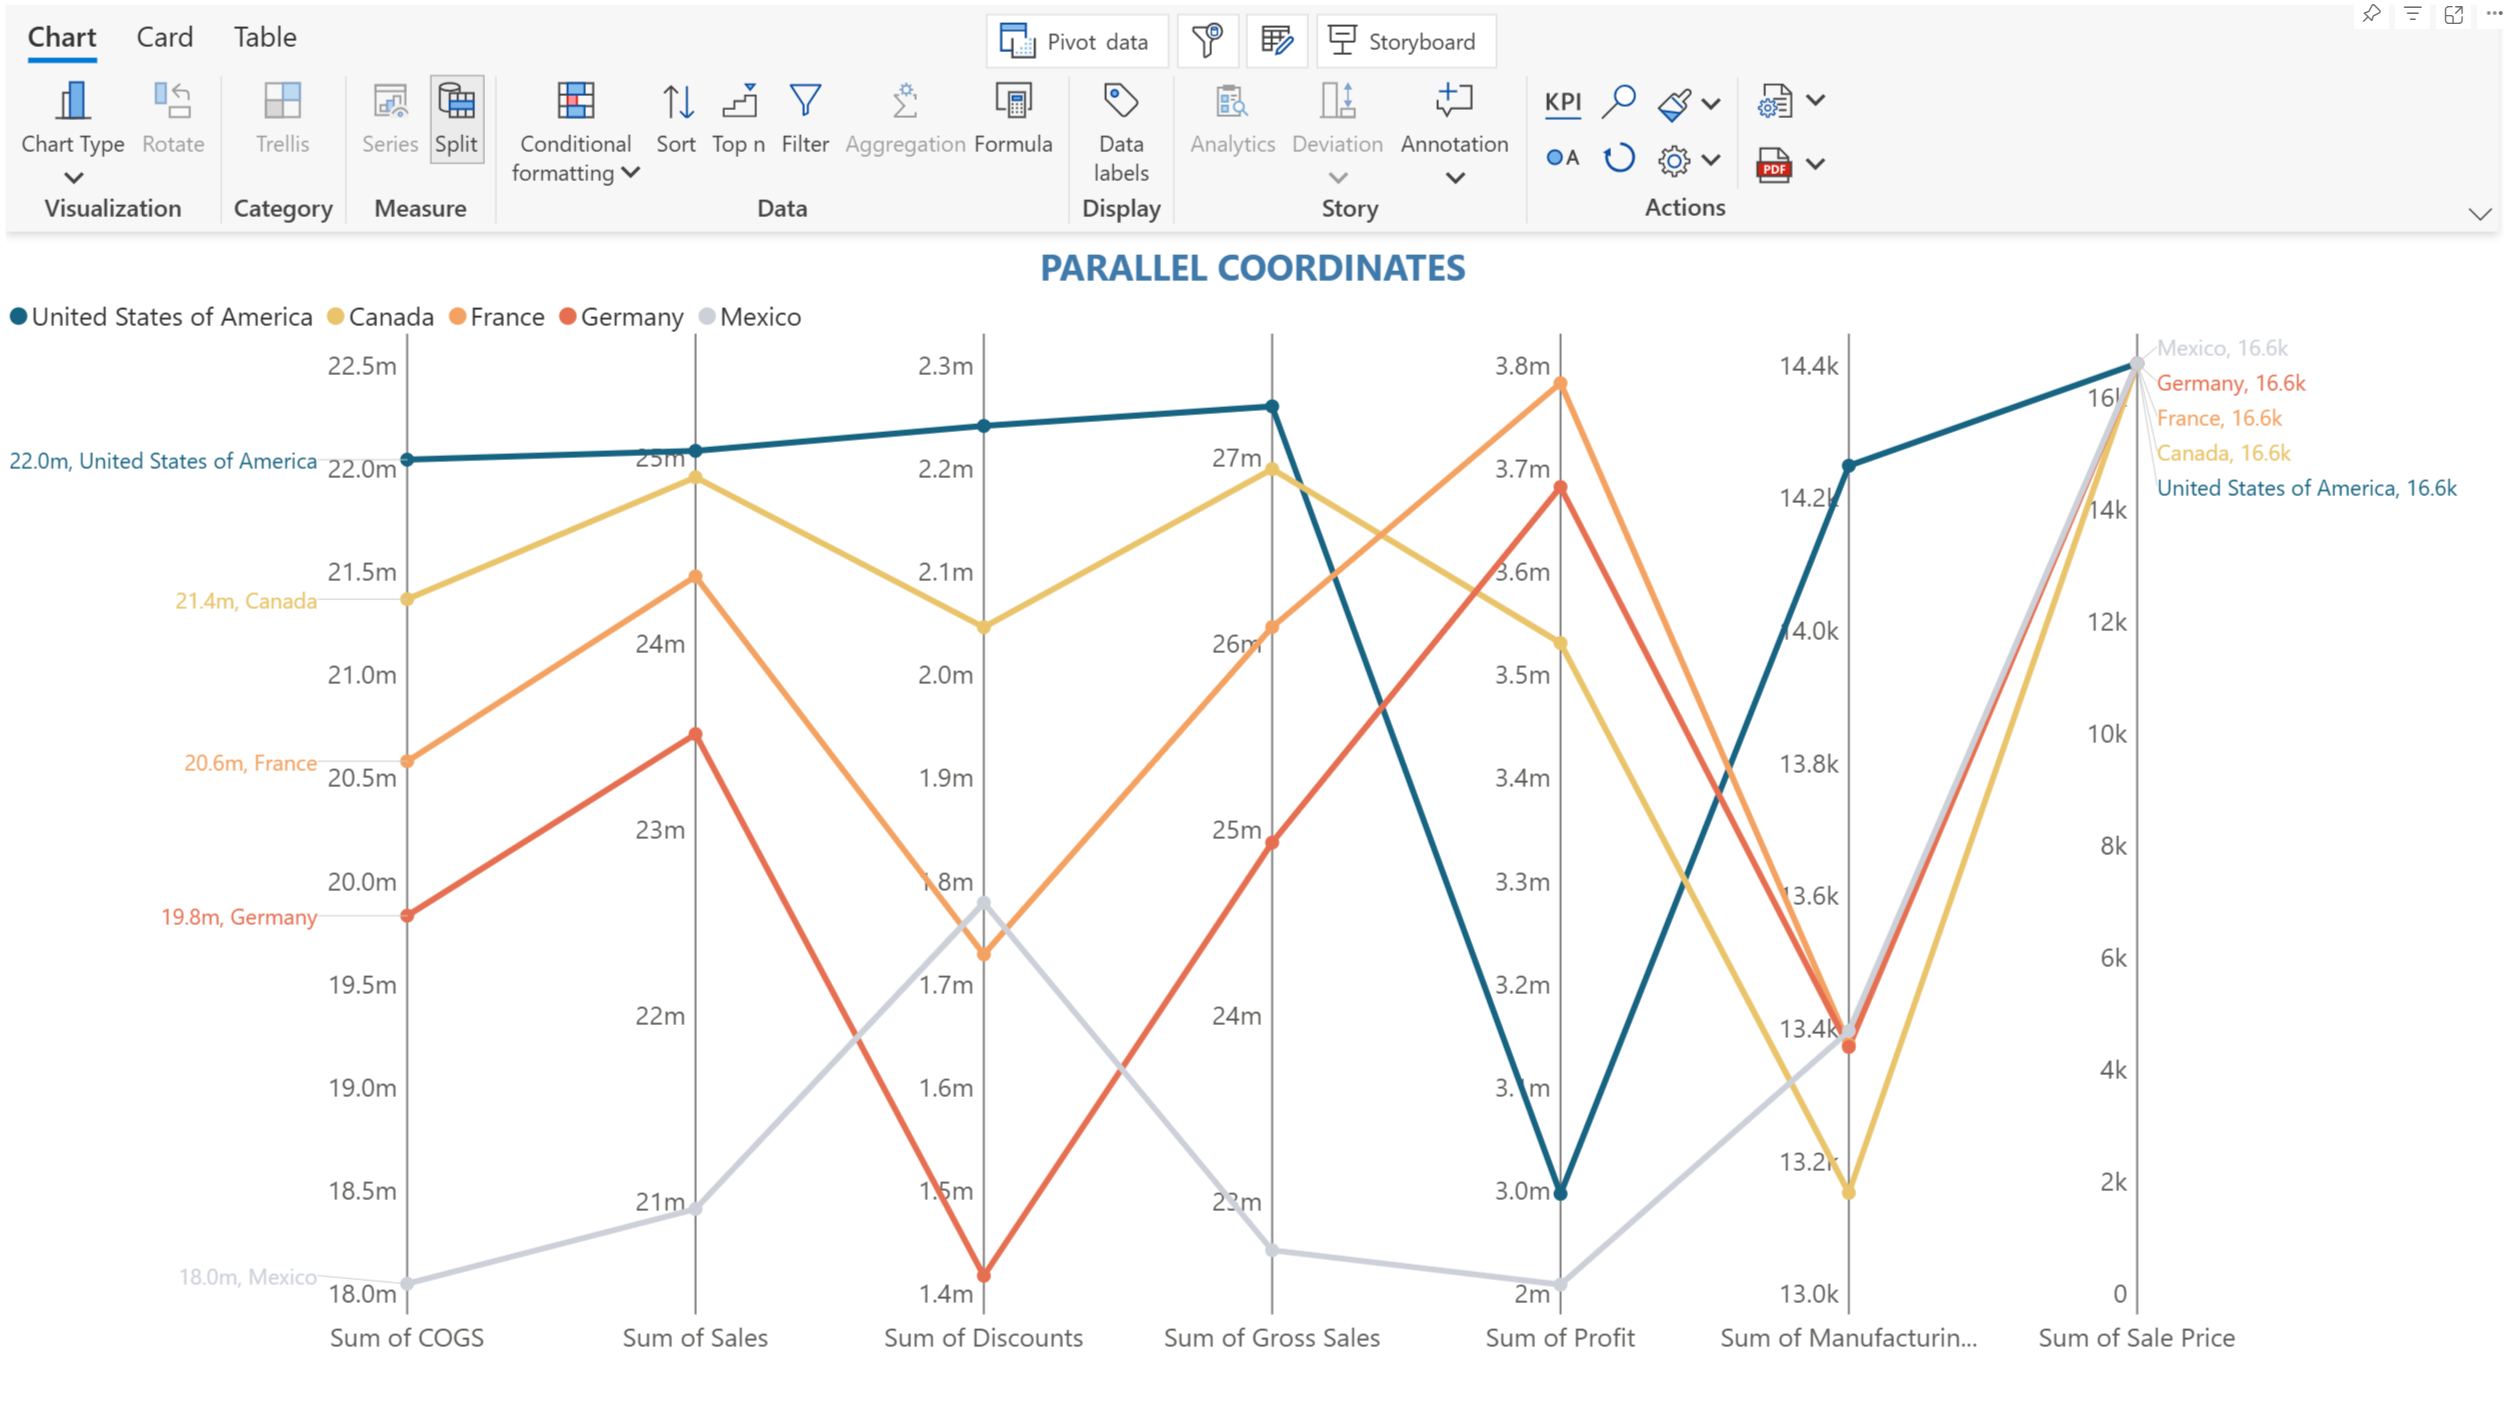 Chart Card Table
Pivot data Storyboard
Chart Type Rotate Trellis Series Split Conditional formatting Sort Top n Filter Aggregation Formula Data labels Analytics Deviation Annotation KPI A PDF
Visualization Category Measure Data Display Story Actions
PARALLEL COORDINATES
United States of America Canada France Germany Mexico
22.0m, United States of America
21.4m, Canada
20.6m, France
19.8m, Germany
18.0m, Mexico
22.5m
22.0m
21.5m
21.0m
20.5m
20.0m
19.5m
19.0m
18.5m
18.0m
25m
24m
23m
22m
21m
2.3m
2.2m
2.1m
2.0m
1.9m
1.8m
1.7m
1.6m
1.5m
1.4m
27m
26m
25m
24m
23m
3.8m
3.7m
3.6m
3.5m
3.4m
3.3m
3.2m
3.1m
3.0m
2m
14.4k
14.2k
14.0k
13.8k
13.6k
13.4k
13.2k
13.0k
16k
14k
12k
10k
8k
6k
4k
2k
0
Mexico, 16.6k
Germany, 16.6k
France, 16.6k
Canada, 16.6k
United States of America, 16.6k
Sum of COGS Sum of Sales Sum of Discounts Sum of Gross Sales Sum of Profit Sum of Manufacturin... Sum of Sale Price